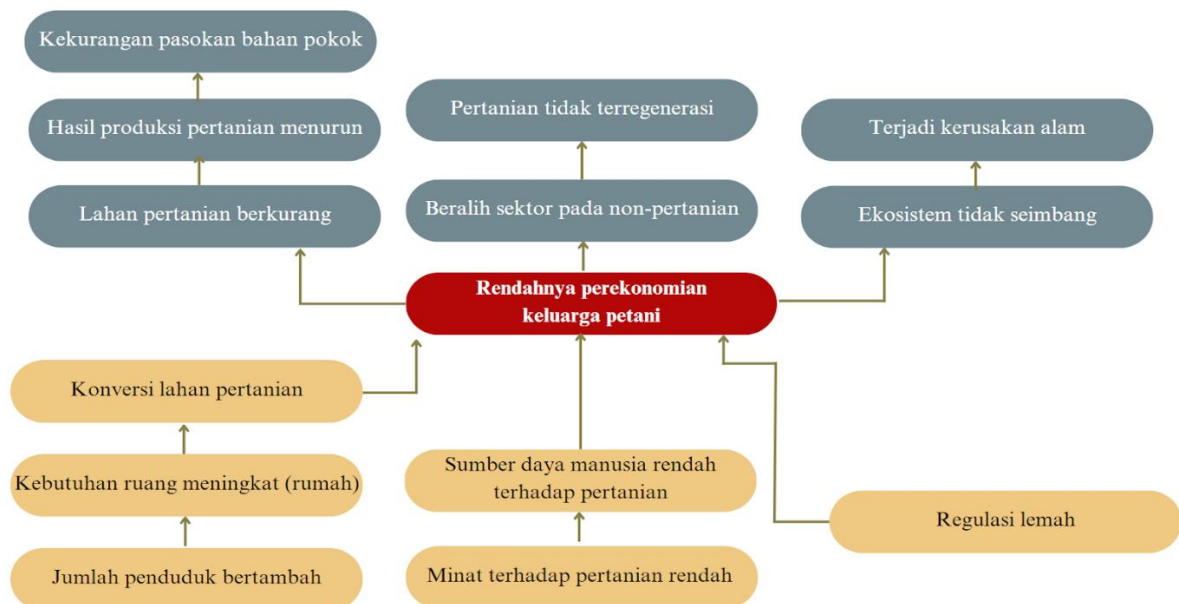 Kekurangan pasokan bahan pokok
Hasil produksi pertanian menurun
Pertanian tidak terregenerasi
Terjadi kerusakan alam
Lahan pertanian berkurang
Beralih sektor pada non-pertanian
Ekosistem tidak seimbang
Rendahnya perekonomian
keluarga petani
Konversi lahan pertanian
Kebutuhan ruang meningkat (rumah)
Sumber daya manusia rendah
terhadap pertanian
Regulasi lemah
Jumlah penduduk bertambah
Minat terhadap pertanian rendah